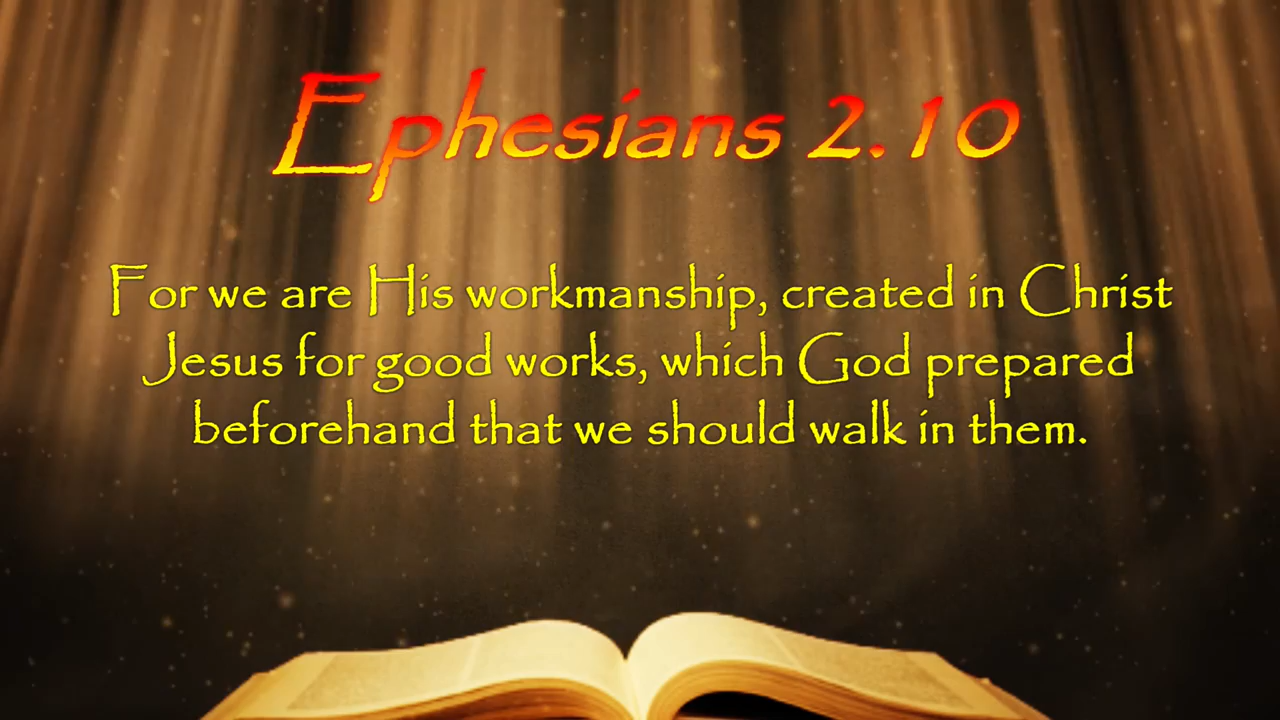 Ephesians 2.10
For we are His workmanship, created in Christ
Jesus for good works, which God prepared
beforehand that we should walk in them.